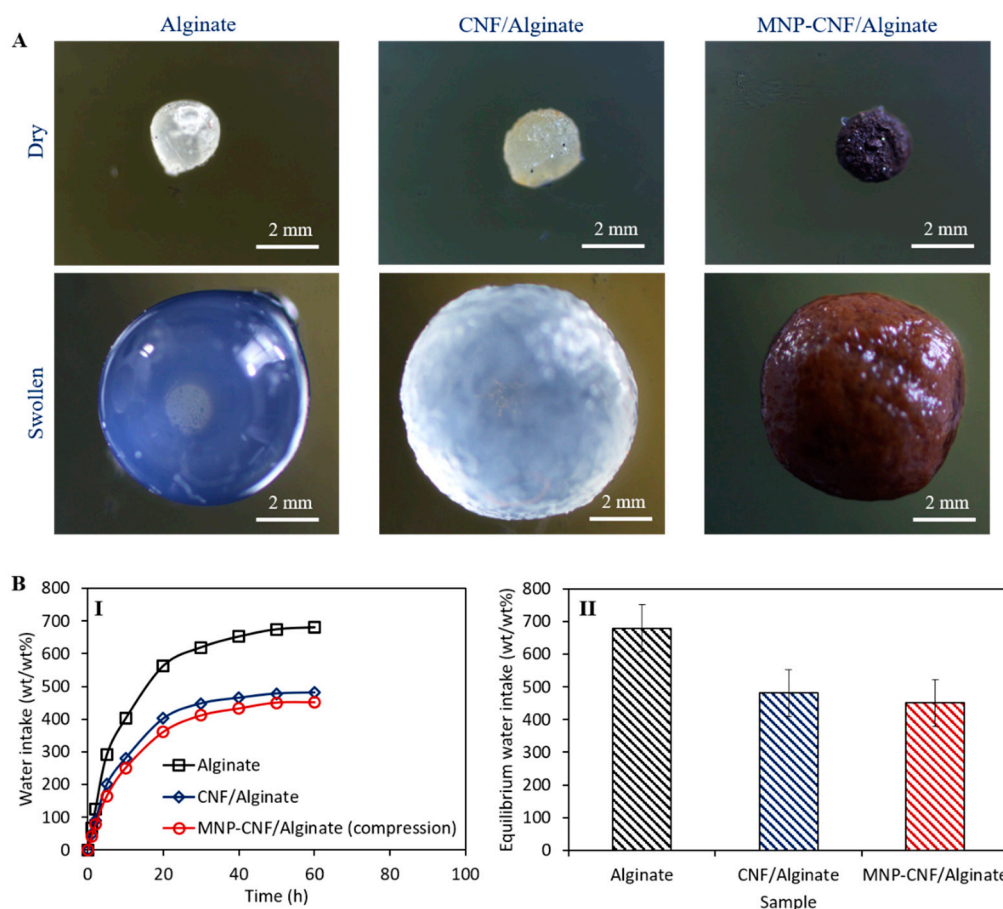 Alginate
CNF/Alginate
MNP-CNF/Alginate
A
Dry
2 mm
2 mm
2 mm
Swollen
2 mm
2 mm
2 mm
B
I
Water intake (wt/wt%)
800
700
600
500
400
300
200
100
0
Alginate
CNF/Alginate
MNP-CNF/Alginate (compression)
0
20
40
60
80
100
Time (h)
II
Equilibrium water intake (wt/wt%)
800
700
600
500
400
300
200
100
0
Alginate
CNF/Alginate
MNP-CNF/Alginate
Sample